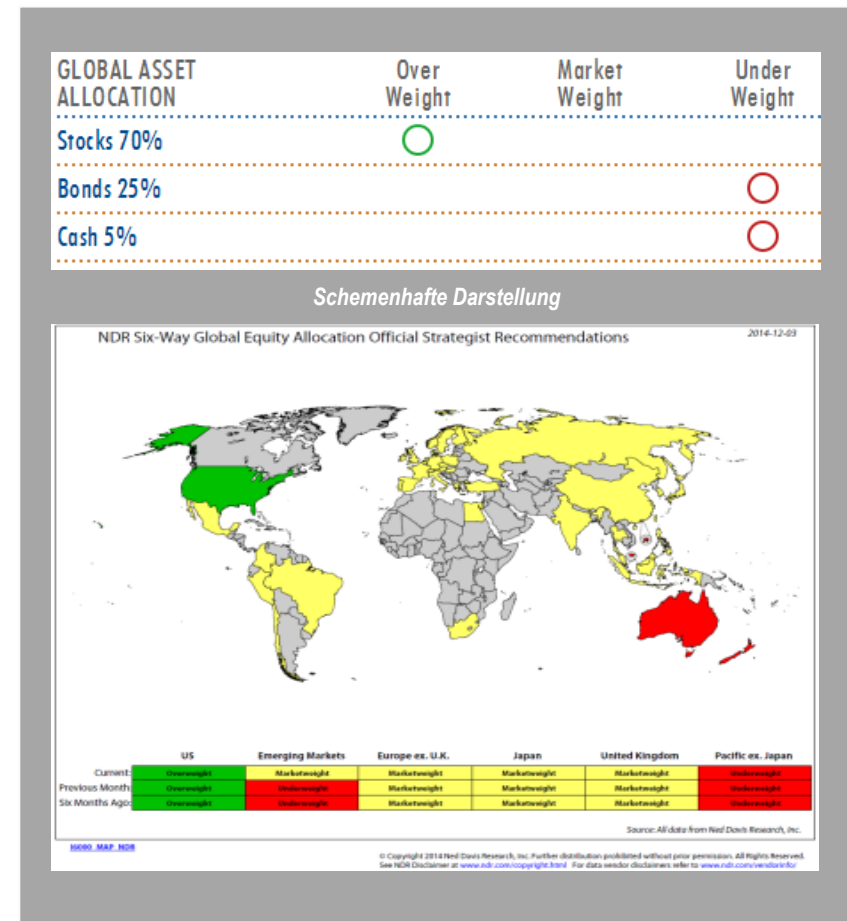 GLOBAL ASSET
ALLOCATION
Over
Weight
Market
Weight
Under
Weight
Stocks 70%
Bonds 25%
Cash 5%
Schemenhafte Darstellung
NDR Six-Way Global Equity Allocation Official Strategist Recommendations
2014-12-03
US Emerging Markets Europe ex. U.K. Japan United Kingdom Pacific ex. Japan
Current: Overweight Marketweight Marketweight Marketweight Marketweight Underweight
Previous Month: Overweight Underweight Marketweight Marketweight Marketweight Underweight
Six Months Ago: Overweight Underweight Marketweight Marketweight Marketweight Underweight
Source: All data from Ned Davis Research, Inc.
I6000_MAP_NDR
© Copyright 2014 Ned Davis Research, Inc. Further distribution prohibited without prior permission. All Rights Reserved.
See NDR Disclaimer at www.ndr.com/copyright.html For data vendor disclaimers refer to www.ndr.com/vendorinfo/